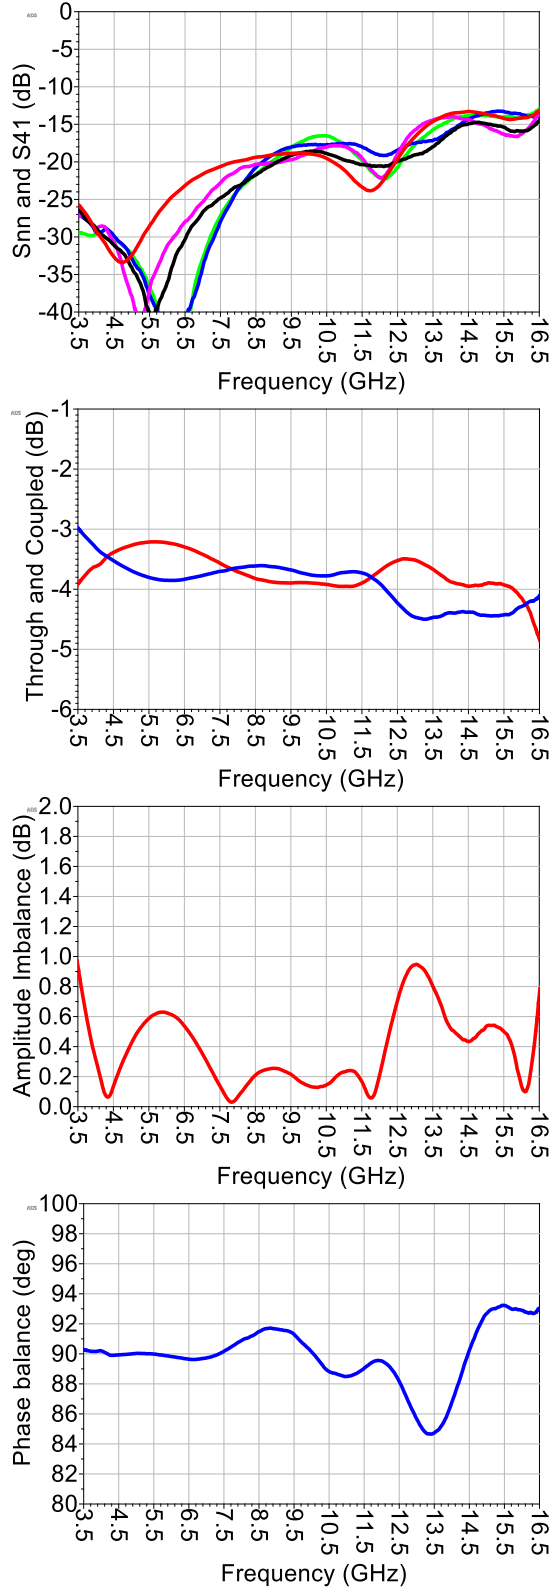 ADS
Snn and S41 (dB)
0
-5
-10
-15
-20
-25
-30
-35
-40
3.5 4.5 5.5 6.5 7.5 8.5 9.5 10.5 11.5 12.5 13.5 14.5 15.5 16.5
Frequency (GHz)
ADS
Through and Coupled (dB)
-1
-2
-3
-4
-5
-6
3.5 4.5 5.5 6.5 7.5 8.5 9.5 10.5 11.5 12.5 13.5 14.5 15.5 16.5
Frequency (GHz)
ADS
Amplitude Imbalance (dB)
2.0
1.8
1.6
1.4
1.2
1.0
0.8
0.6
0.4
0.2
0.0
3.5 4.5 5.5 6.5 7.5 8.5 9.5 10.5 11.5 12.5 13.5 14.5 15.5 16.5
Frequency (GHz)
ADS
Phase balance (deg)
100
98
96
94
92
90
88
86
84
82
80
3.5 4.5 5.5 6.5 7.5 8.5 9.5 10.5 11.5 12.5 13.5 14.5 15.5 16.5
Frequency (GHz)